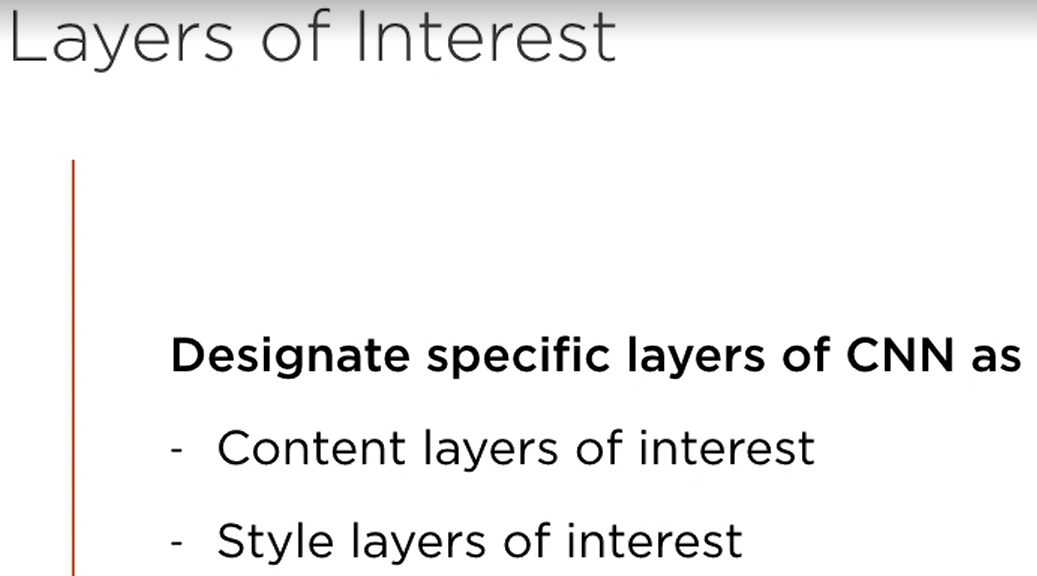 Layers of Interest
Designate specific layers of CNN as
- Content layers of interest
- Style layers of interest